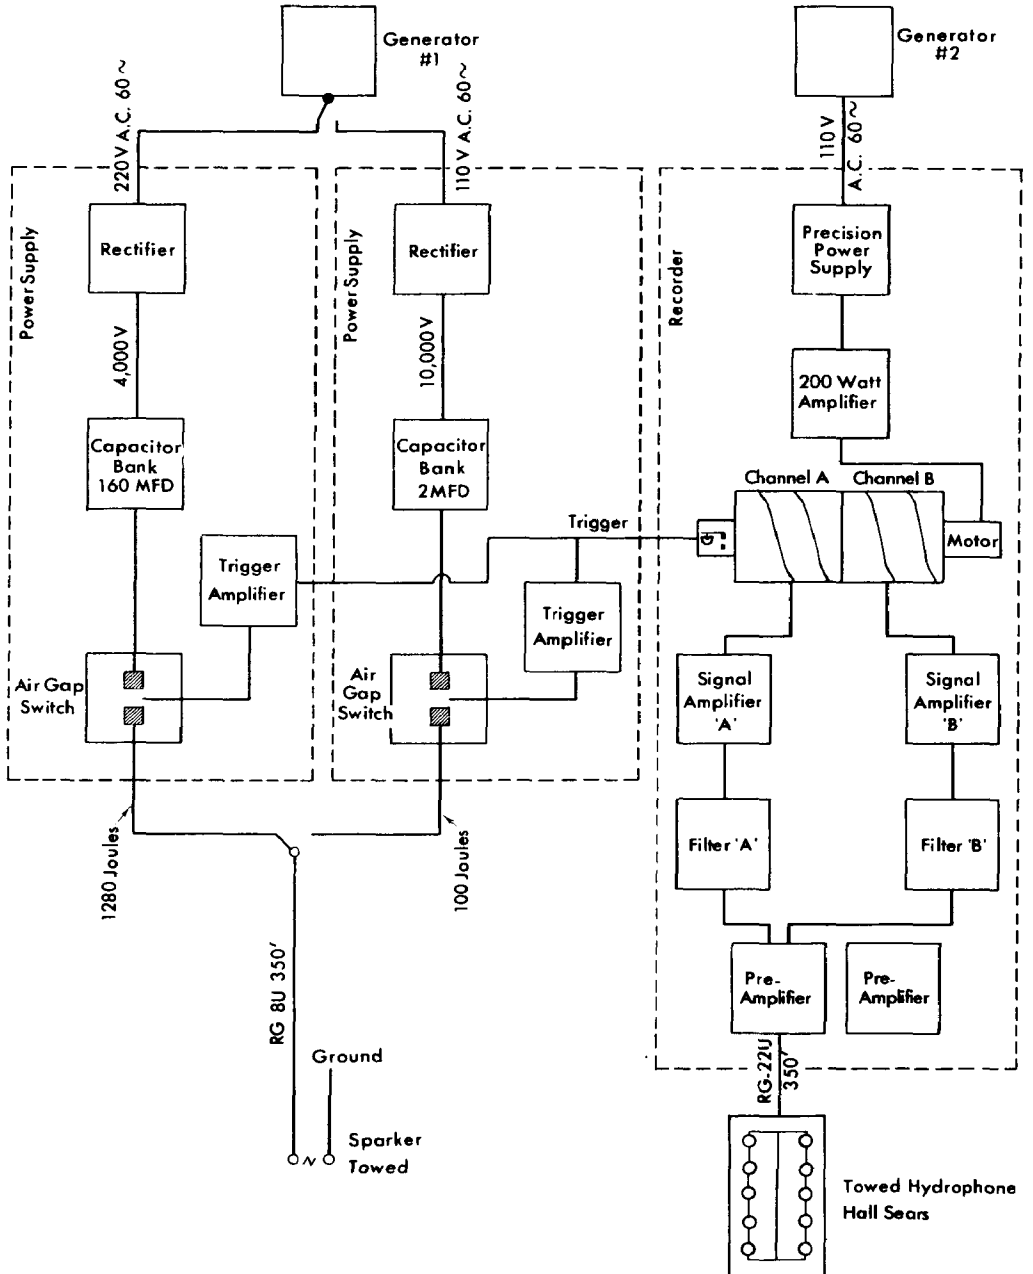 Generator
#1
Generator
#2
220V A.C. 60~
110 V A.C. 60~
110 V
A.C. 60~
Power Supply
Rectifier
Power Supply
Rectifier
Recorder
Precision
Power
Supply
4,000V
10,000V
200 Watt
Amplifier
Capacitor
Bank
160 MFD
Capacitor
Bank
2MFD
Channel A
Channel B
Trigger
Motor
Trigger
Amplifier
Trigger
Amplifier
Air Gap
Switch
Air
Gap
Switch
Signal
Amplifier
'A'
Signal
Amplifier
'B'
1280 Joules
100 Joules
Filter 'A'
Filter 'B'
RG 8U 350'
Pre-
Amplifier
Pre-
Amplifier
Ground
RG-22U
350'
Sparker
Towed
Towed Hydrophone
Hall Sears